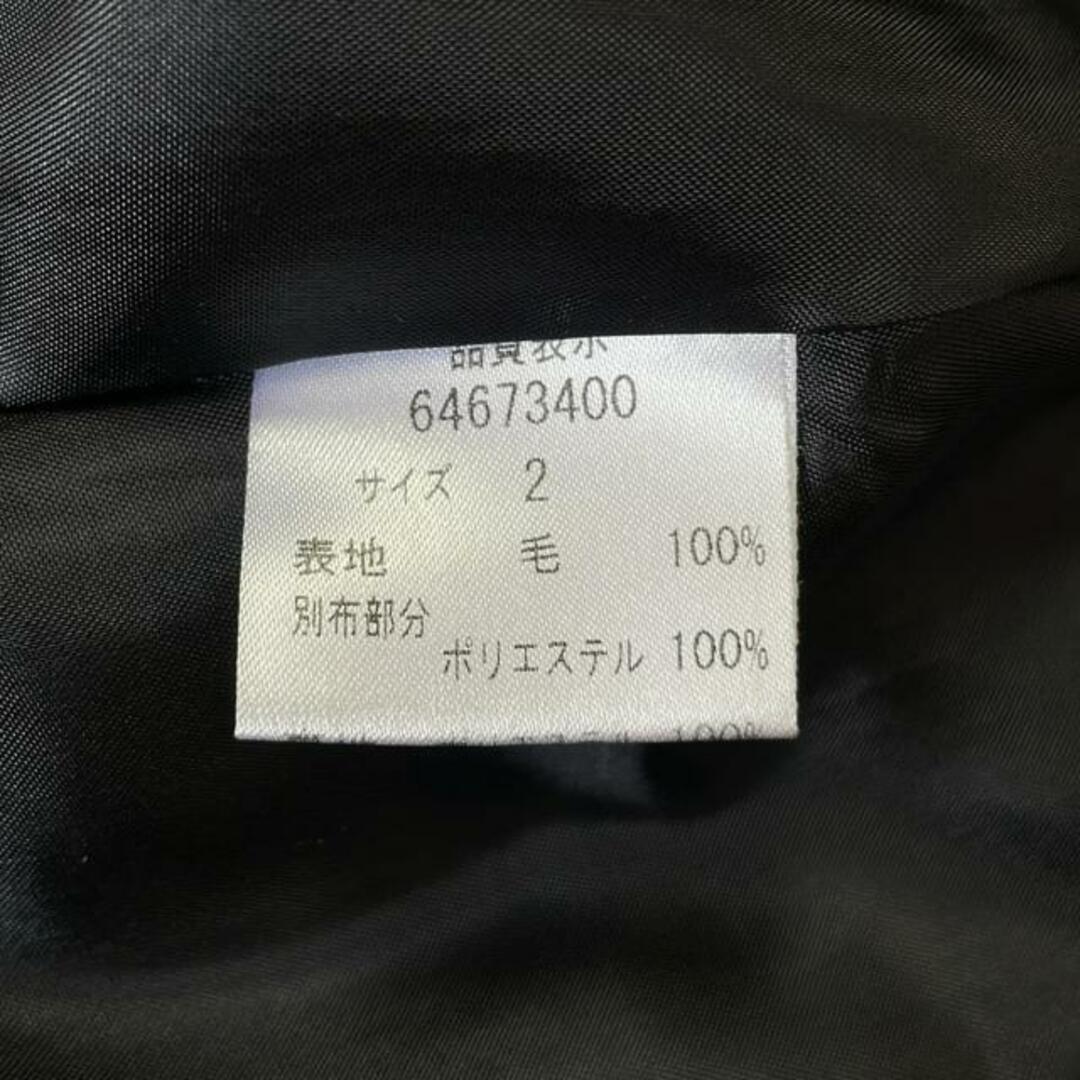 品質表示
64673400
サイズ 2
表地 毛 100%
別布部分
ポリエステル 100%
100%